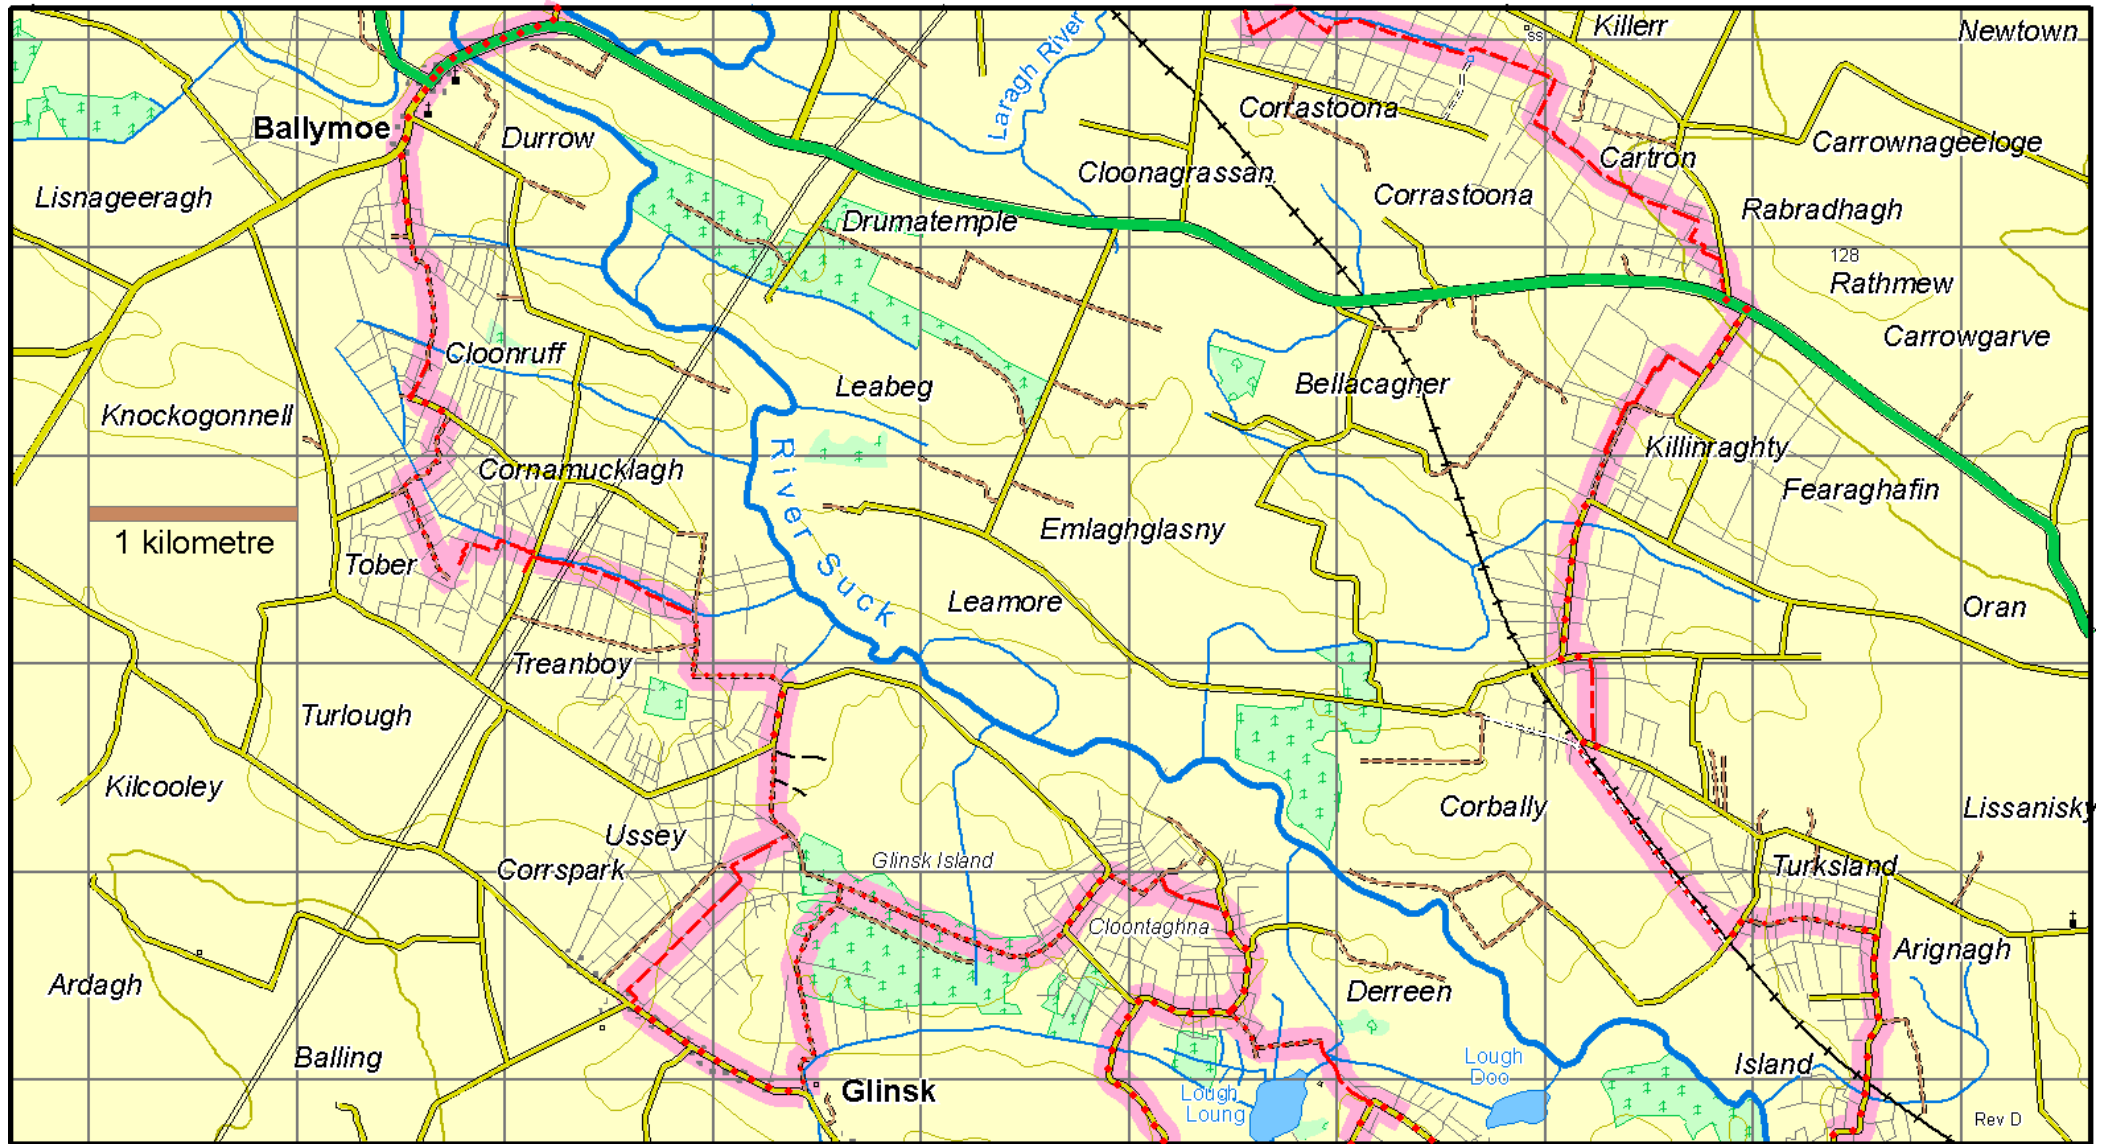 Killerr
Newtown
SS
Laragh River
Corrastoona
Ballymoe
Durrow
Carrownageeloge
Cartron
Cloonagrassan
Lisnageeragh
Corrastoona
Rabradhagh
Drumatemple
128
Rathmew
Carrowgarve
Cloonruff
Leabeg
Bellacagner
Knockogonnell
Killinraghty
Cornamucklagh
River Suck
Fearaghafin
1 kilometre
Emlaghglasny
Tober
Leamore
Oran
Treanboy
Turlough
Kilcooley
Corbally
Lissanisky
Ussey
Glinsk Island
Corrspark
Turksland
Cloontaghna
Arignagh
Ardagh
Derreen
Balling
Lough
Doo
Island
Glinsk
Lough
Loung
Rev D